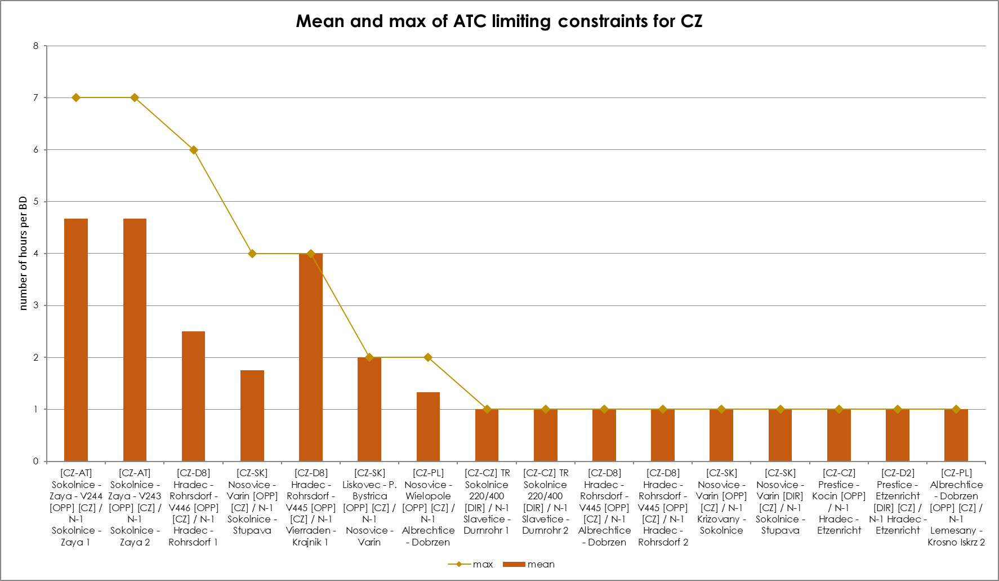 Mean and max of ATC limiting constraints for CZ
number of hours per BD
8
7
6
5
4
3
2
1
0
[CZ-AT]
Sokolnice -
Zaya - V244
[OPP] [CZ] /
N-1
Sokolnice -
Zaya 1
[CZ-AT]
Sokolnice -
Zaya - V243
[OPP] [CZ] /
N-1
Sokolnice -
Zaya 2
[CZ-D8]
Hradec -
Rohrsdorf -
V446 [OPP]
[CZ] / N-1
Hradec -
Rohrsdorf 1
[CZ-SK]
Nosovice -
Varin [OPP]
[CZ] / N-1
Sokolnice -
Stupava
[CZ-D8]
Hradec -
Rohrsdorf -
V445 [OPP]
[CZ] / N-1
Vierraden -
Krajnik 1
[CZ-SK]
Liskovec - P.
Bystrica
[OPP] [CZ] /
N-1
Nosovice -
Varin
[CZ-PL]
Nosovice -
Wielopole
[OPP] [CZ] /
N-1
Albrechtice
- Dobrzen
[CZ-CZ] TR
Sokolnice
220/400
[DIR] / N-1
Slavetice -
Durnrohr 1
[CZ-CZ] TR
Sokolnice
220/400
[DIR] / N-1
Slavetice -
Durnrohr 2
[CZ-D8]
Hradec -
Rohrsdorf -
V445 [OPP]
[CZ] / N-1
Albrechtice
- Dobrzen
[CZ-D8]
Hradec -
Rohrsdorf -
V445 [OPP]
[CZ] / N-1
Hradec -
Rohrsdorf 2
[CZ-SK]
Nosovice -
Varin [OPP]
[CZ] / N-1
Krizovany -
Sokolnice
[CZ-SK]
Nosovice -
Varin [DIR]
[CZ] / N-1
Sokolnice -
Stupava
[CZ-CZ]
Prestice -
Kocin [OPP]
/ N-1
Hradec -
Etzenricht
[CZ-D2]
Prestice -
Etzenricht
[DIR] [CZ] /
N-1 Hradec -
Etzenricht
[CZ-PL]
Albrechtice
- Dobrzen
[OPP] [CZ] /
N-1
Lemesany -
Krosno Iskrz 2
max
mean